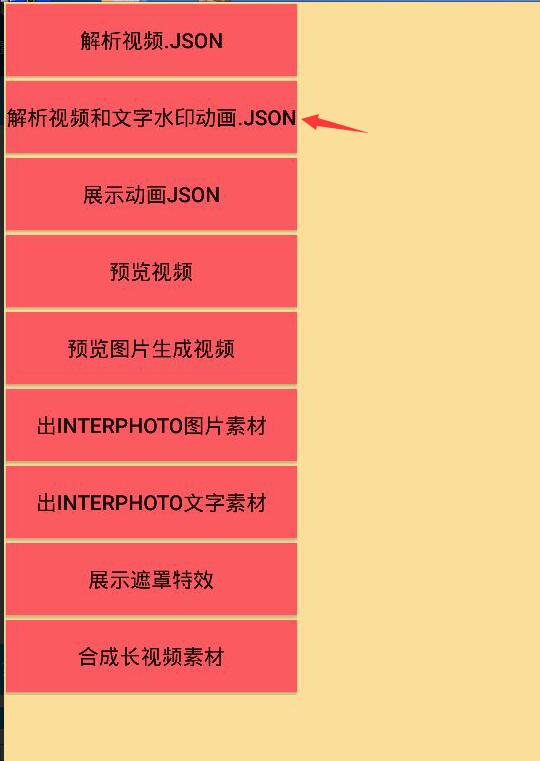 解析视频.JSON
解析视频和文字水印动画.JSON
展示动画JSON
预览视频
预览图片生成视频
出INTERPHOTO图片素材
出INTERPHOTO文字素材
展示遮罩特效
合成长视频素材